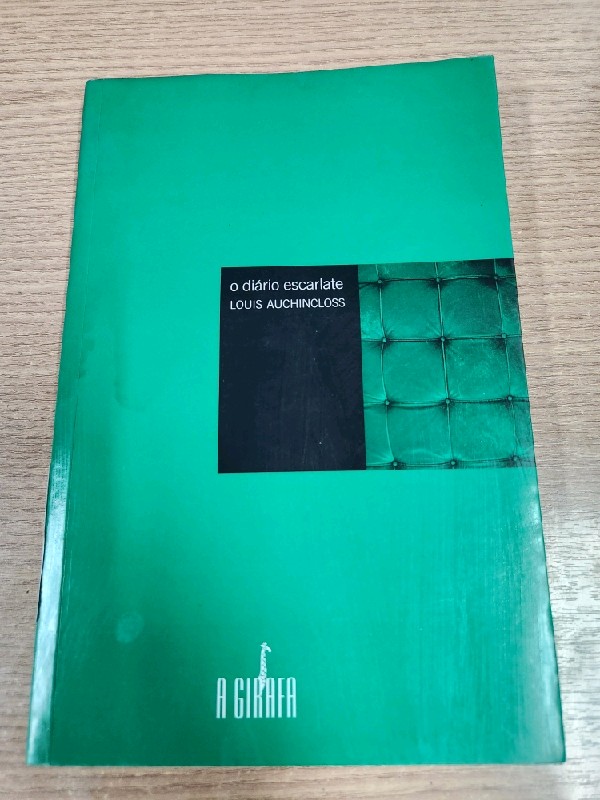 o diário escarlate
LOUIS AUCHINCLOSS
A GIRAFA